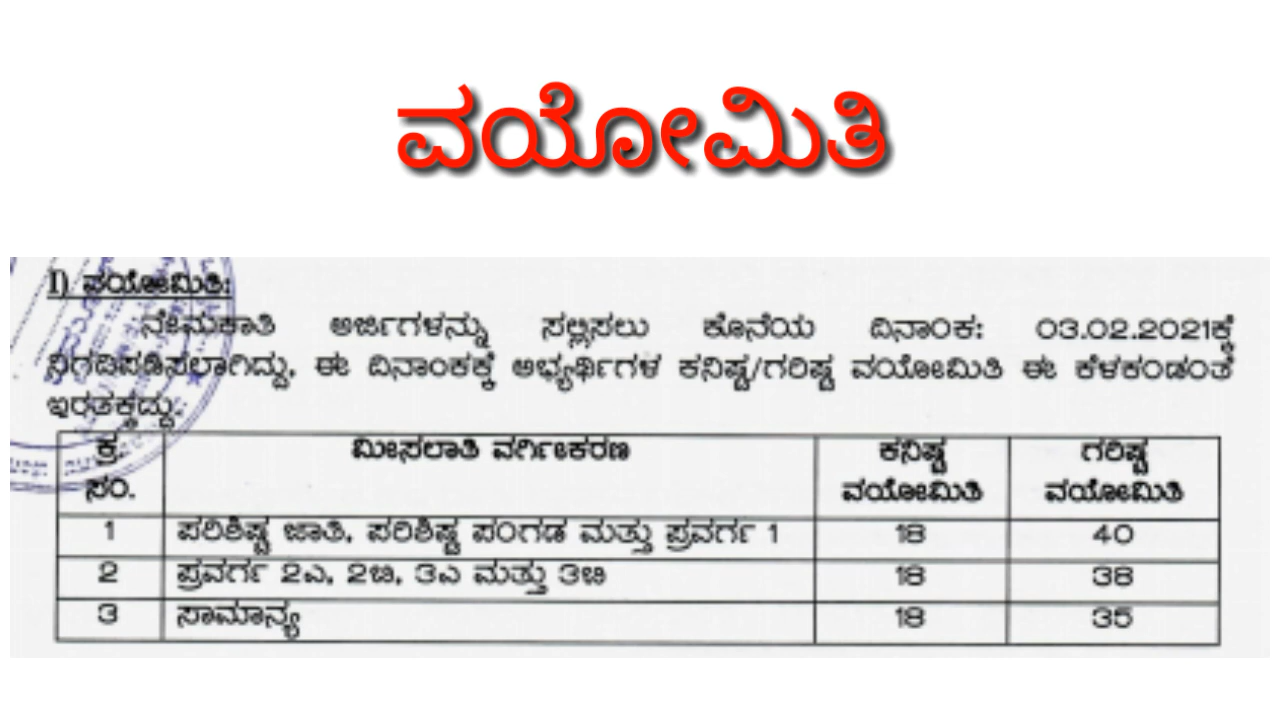 ವಯೋಮಿತಿ
I) ವಯೋಮಿತಿ:
ನೇಮಕಾತಿ ಅರ್ಜಿಗಳನ್ನು ಸಲ್ಲಿಸಲು ಕೊನೆಯ ದಿನಾಂಕ: 03.02.2021ಕ್ಕೆ
ನಿಗದಿಪಡಿಸಲಾಗಿದ್ದು, ಈ ದಿನಾಂಕಕ್ಕೆ ಅಭ್ಯರ್ಥಿಗಳ ಕನಿಷ್ಟ/ಗರಿಷ್ಟ ವಯೋಮಿತಿ ಈ ಕೆಳಕಂಡಂತೆ
ಇರತಕ್ಕದ್ದು.
ಕ್ರ. ಸಂ. ಮೀಸಲಾತಿ ವರ್ಗೀಕರಣ ಕನಿಷ್ಟ ವಯೋಮಿತಿ ಗರಿಷ್ಟ ವಯೋಮಿತಿ
1 ಪರಿಶಿಷ್ಟ ಜಾತಿ, ಪರಿಶಿಷ್ಟ ಪಂಗಡ ಮತ್ತು ಪ್ರವರ್ಗ 1 18 40
2 ಪ್ರವರ್ಗ 2ಎ, 2ಬಿ, 3ಎ ಮತ್ತು 3ಬಿ 18 38
3 ಸಾಮಾನ್ಯ 18 35